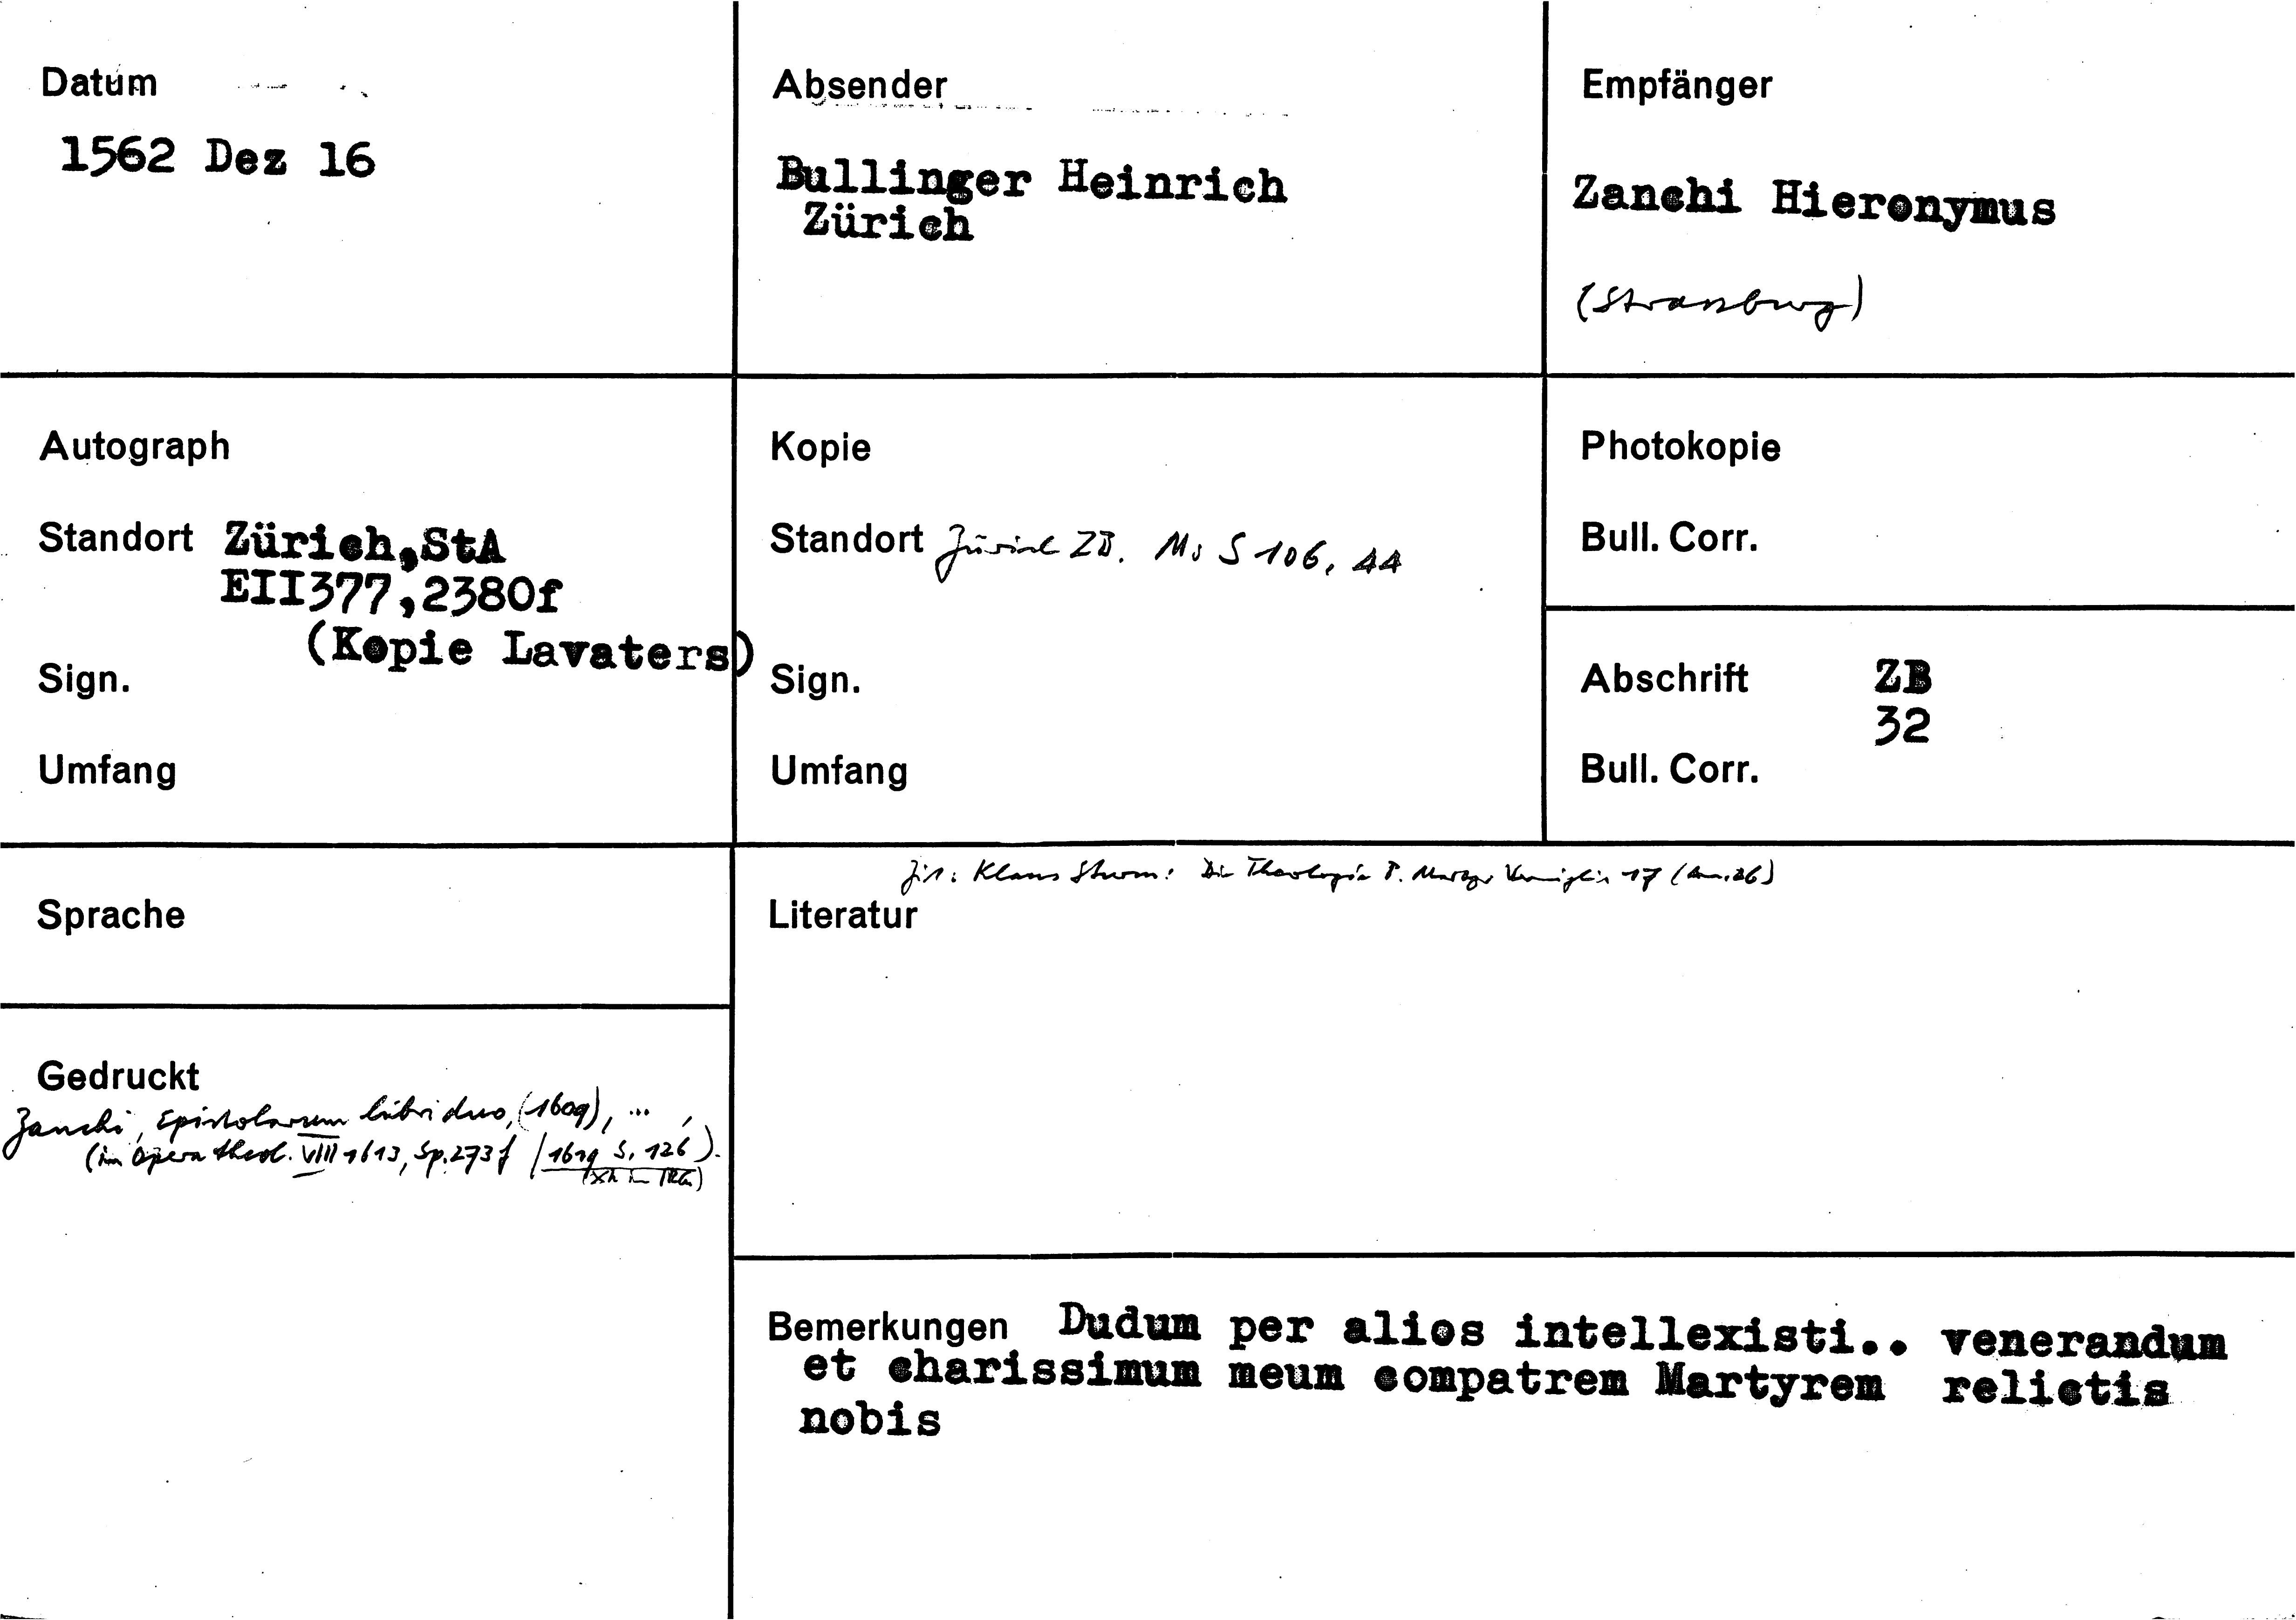 Datum
1562 Dez 16
Absender
Bullinger Heinrich
Zürich
Empfänger
Zanchi Hieronymus
(Strassburg)
Autograph
Standort Zürich,StA
EII377,2380f
(Kopie Lavaters)
Sign.
Umfang
Kopie
Standort Zürich ZB. Ms S 106, 44
Sign.
Umfang
Photokopie
Bull. Corr.
Abschrift ZB
32
Bull. Corr.
Sprache
Zit: Klaus Sturm: Die Theologie P. Martyr Vermiglis 17 (Anm. 26)
Literatur
Gedruckt
Zanchi, Epistolarum libri duo, (1609), ...,
(in Opera theol. VIII 1613, Sp. 273f / 1619 S. 126).
Bemerkungen Dudum per alios intellexisti.. venerandum
et charissimum meum compatrem Martyrem relictis
nobis